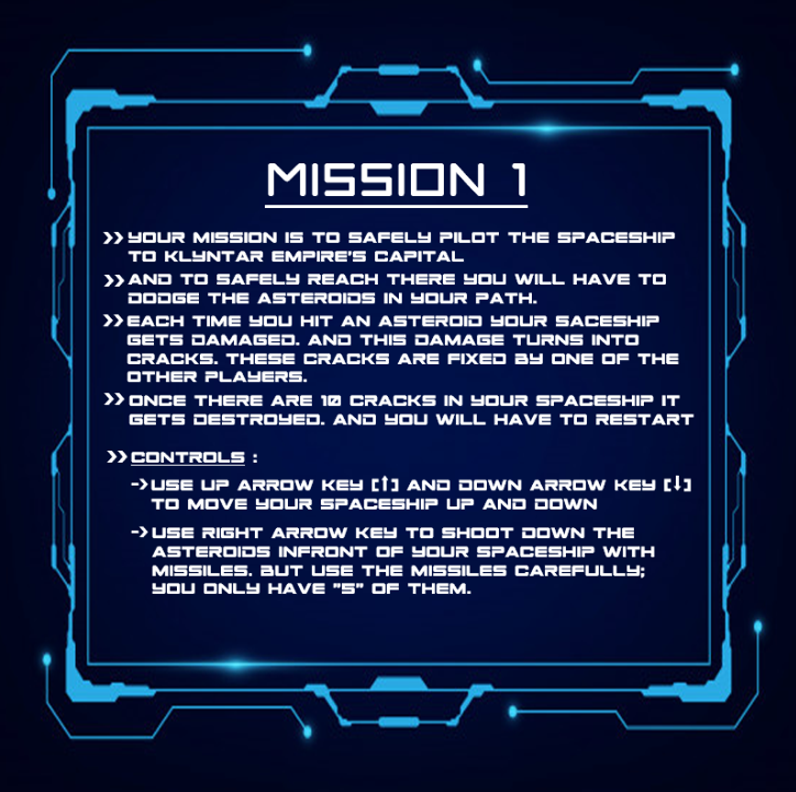 MISSION 1
>> YOUR MISSION IS TO SAFELY PILOT THE SPACESHIP
TO KLYNTAR EMPIRE'S CAPITAL
>> AND TO SAFELY REACH THERE YOU WILL HAVE TO
DODGE THE ASTEROIDS IN YOUR PATH.
>> EACH TIME YOU HIT AN ASTEROID YOUR SACESHIP
GETS DAMAGED. AND THIS DAMAGE TURNS INTO
CRACKS. THESE CRACKS ARE FIXED BY ONE OF THE
OTHER PLAYERS.
>> ONCE THERE ARE 10 CRACKS IN YOUR SPACESHIP IT
GETS DESTROYED. AND YOU WILL HAVE TO RESTART
>> CONTROLS :
-> USE UP ARROW KEY [↑] AND DOWN ARROW KEY [↓]
TO MOVE YOUR SPACESHIP UP AND DOWN
-> USE RIGHT ARROW KEY TO SHOOT DOWN THE
ASTEROIDS INFRONT OF YOUR SPACESHIP WITH
MISSILES. BUT USE THE MISSILES CAREFULLY;
YOU ONLY HAVE "5" OF THEM.